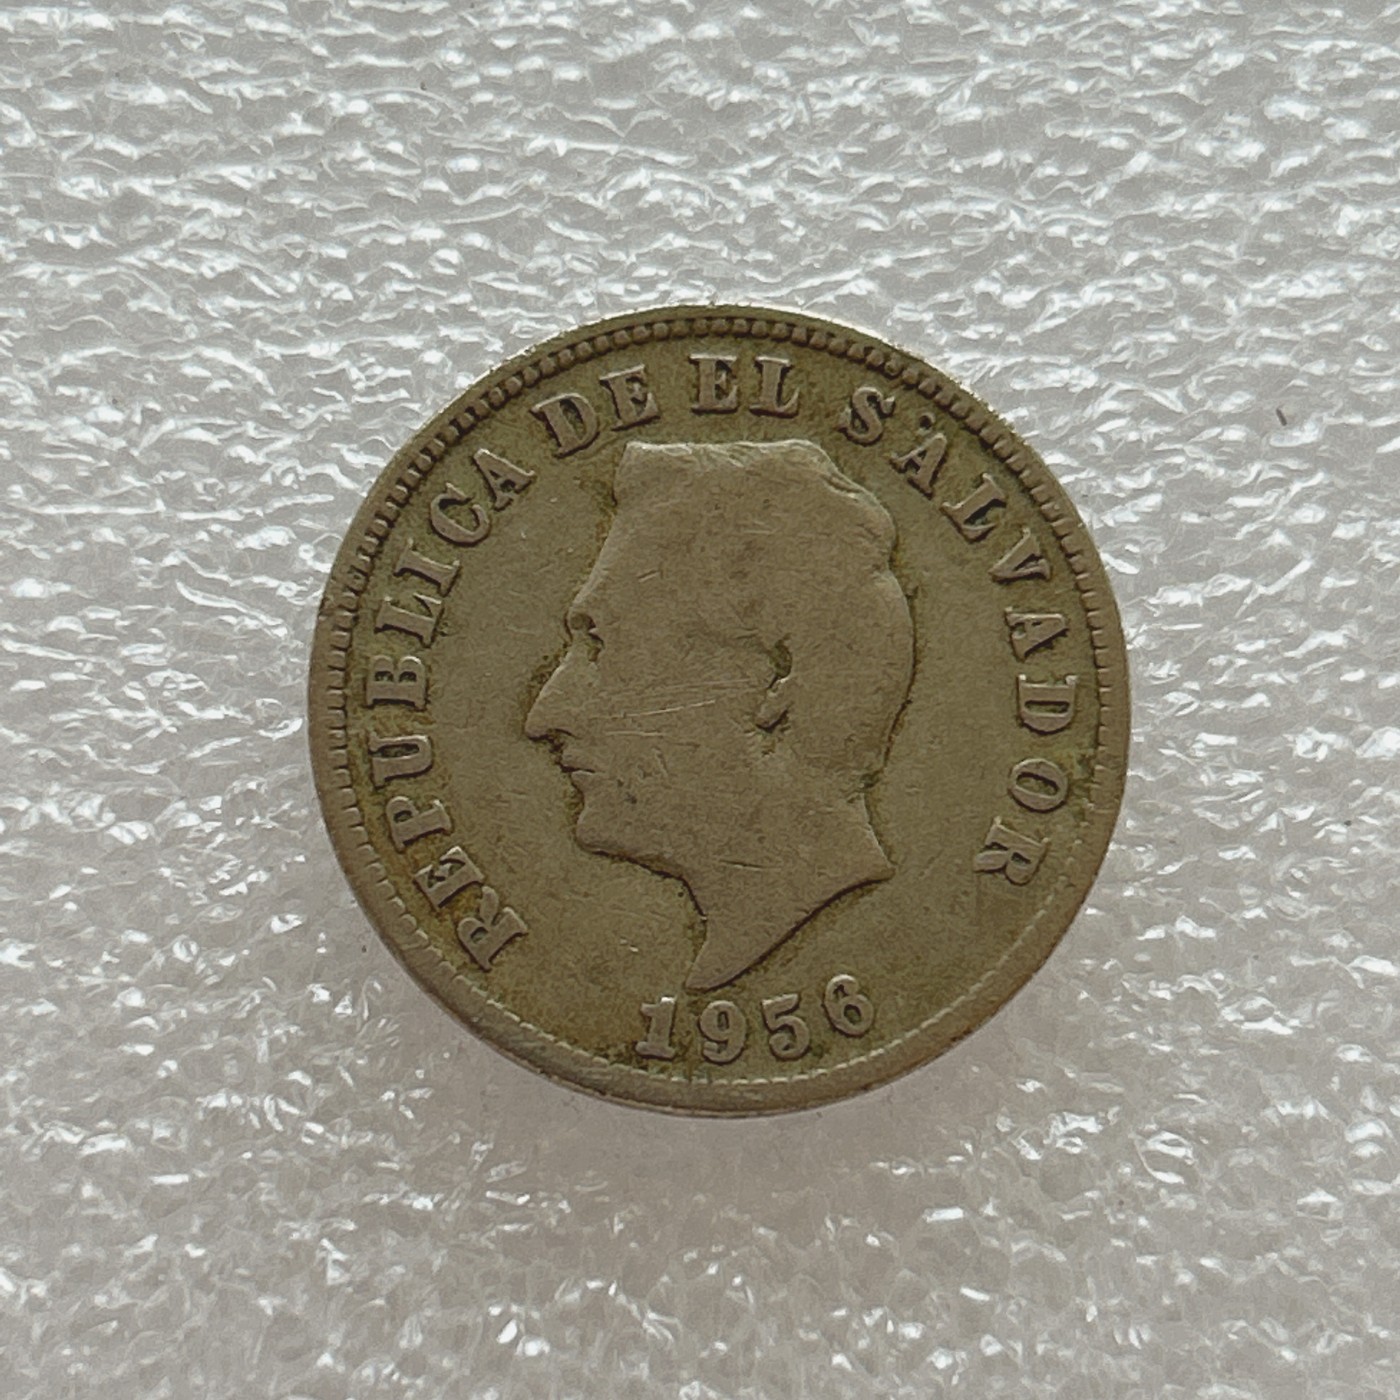 REPUBLICA DE EL SALVADOR
1956